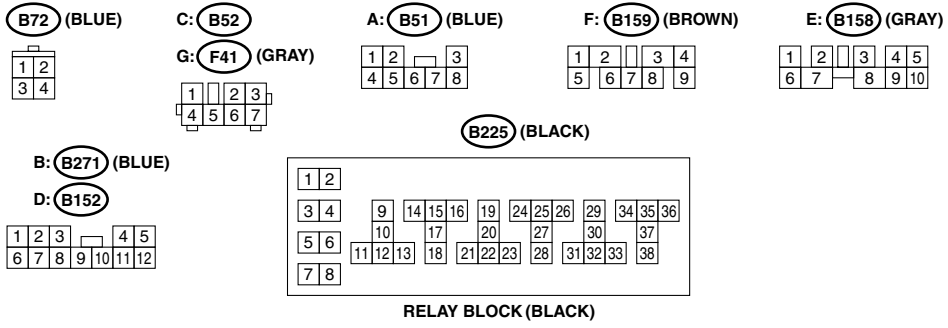 B72 (BLUE)
1 2
3 4
C: B52
G: F41 (GRAY)
1 2 3
4 5 6 7
A: B51 (BLUE)
1 2 3
4 5 6 7 8
F: B159 (BROWN)
1 2 3 4
5 6 7 8 9
E: B158 (GRAY)
1 2 3 4 5
6 7 8 9 10
B: B271 (BLUE)
D: B152
1 2 3 4 5
6 7 8 9 10 11 12
B225 (BLACK)
1 2
3 4 9 14 15 16 19 24 25 26 29 34 35 36
10 17 20 27 30 37
5 6 11 12 13 18 21 22 23 28 31 32 33 38
7 8
RELAY BLOCK (BLACK)